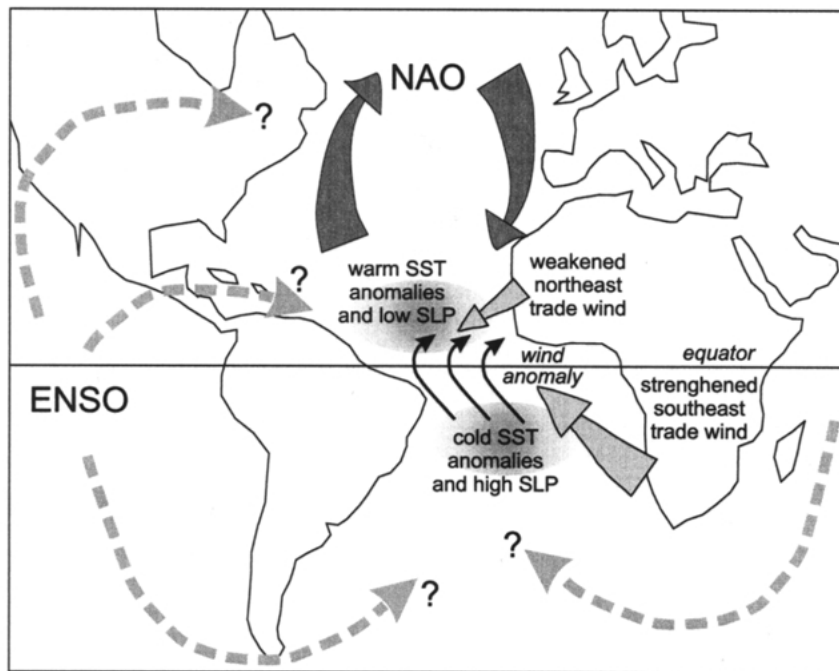 NAO
?
?
warm SST
anomalies
and low SLP
weakened
northeast
trade wind
wind
anomaly
equator
ENSO
strenghened
southeast
trade wind
cold SST
anomalies
and high SLP
?
?